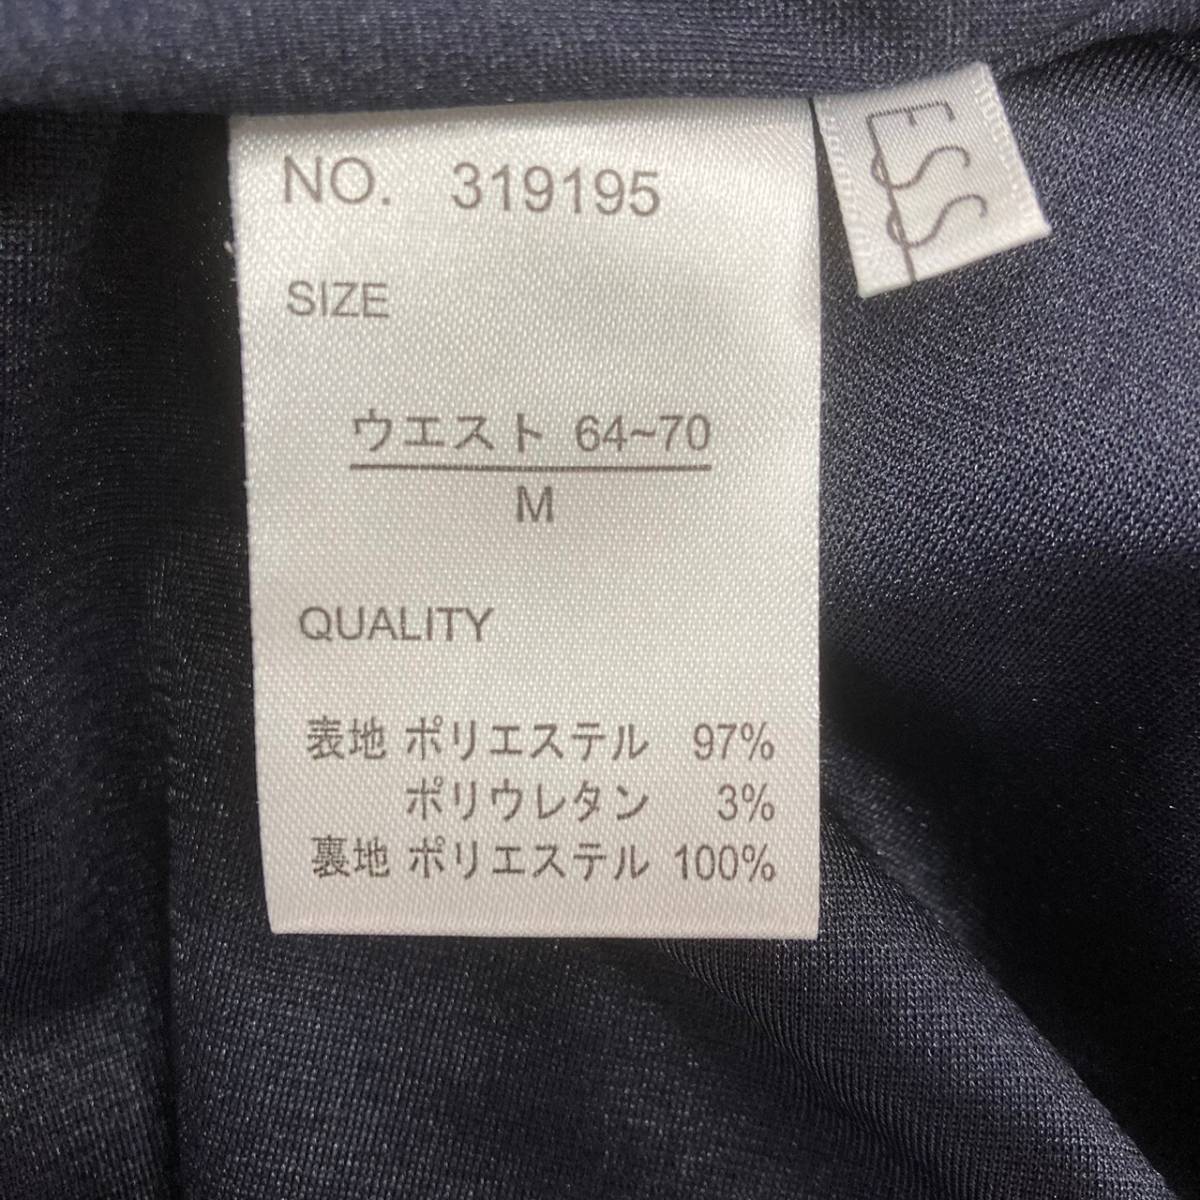 NO. 319195
SIZE
ウエスト 64~70
M
QUALITY
表地 ポリエステル 97%
ポリウレタン 3%
裏地 ポリエステル 100%